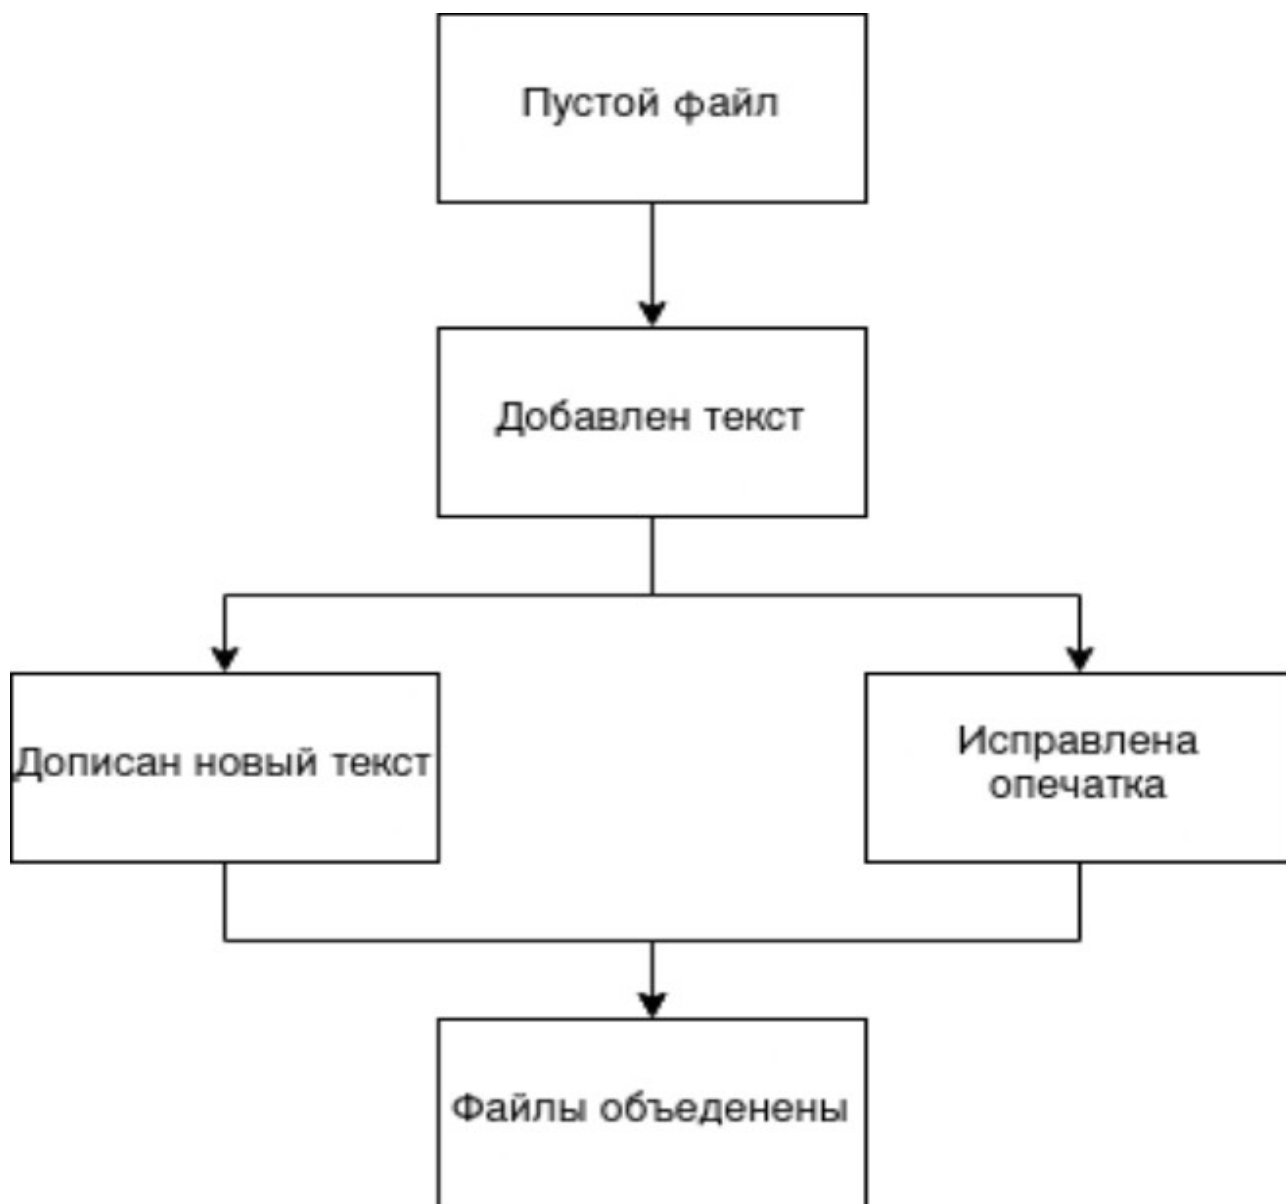 Пустой файл
Добавлен текст
Дописан новый текст
Исправлена
опечатка
Файлы объеденены